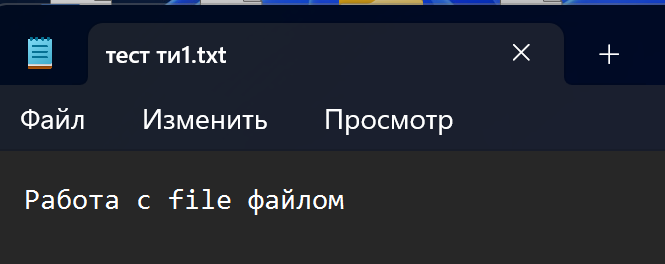 тест ти1.txt
Файл Изменить Просмотр
Работа с file файлом